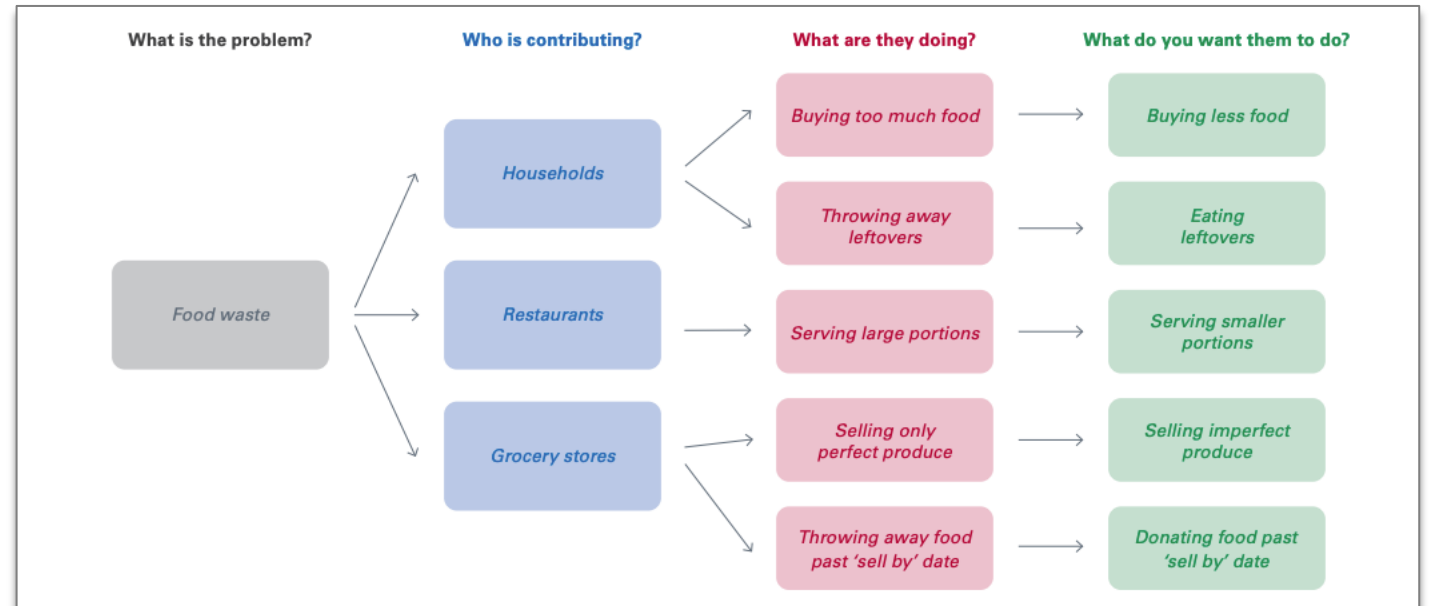 What is the problem?
Who is contributing?
What are they doing?
What do you want them to do?
Food waste
Households
Restaurants
Grocery stores
Buying too much food
Throwing away
leftovers
Serving large portions
Selling only
perfect produce
Throwing away food
past ‘sell by’ date
Buying less food
Eating
leftovers
Serving smaller
portions
Selling imperfect
produce
Donating food past
‘sell by’ date